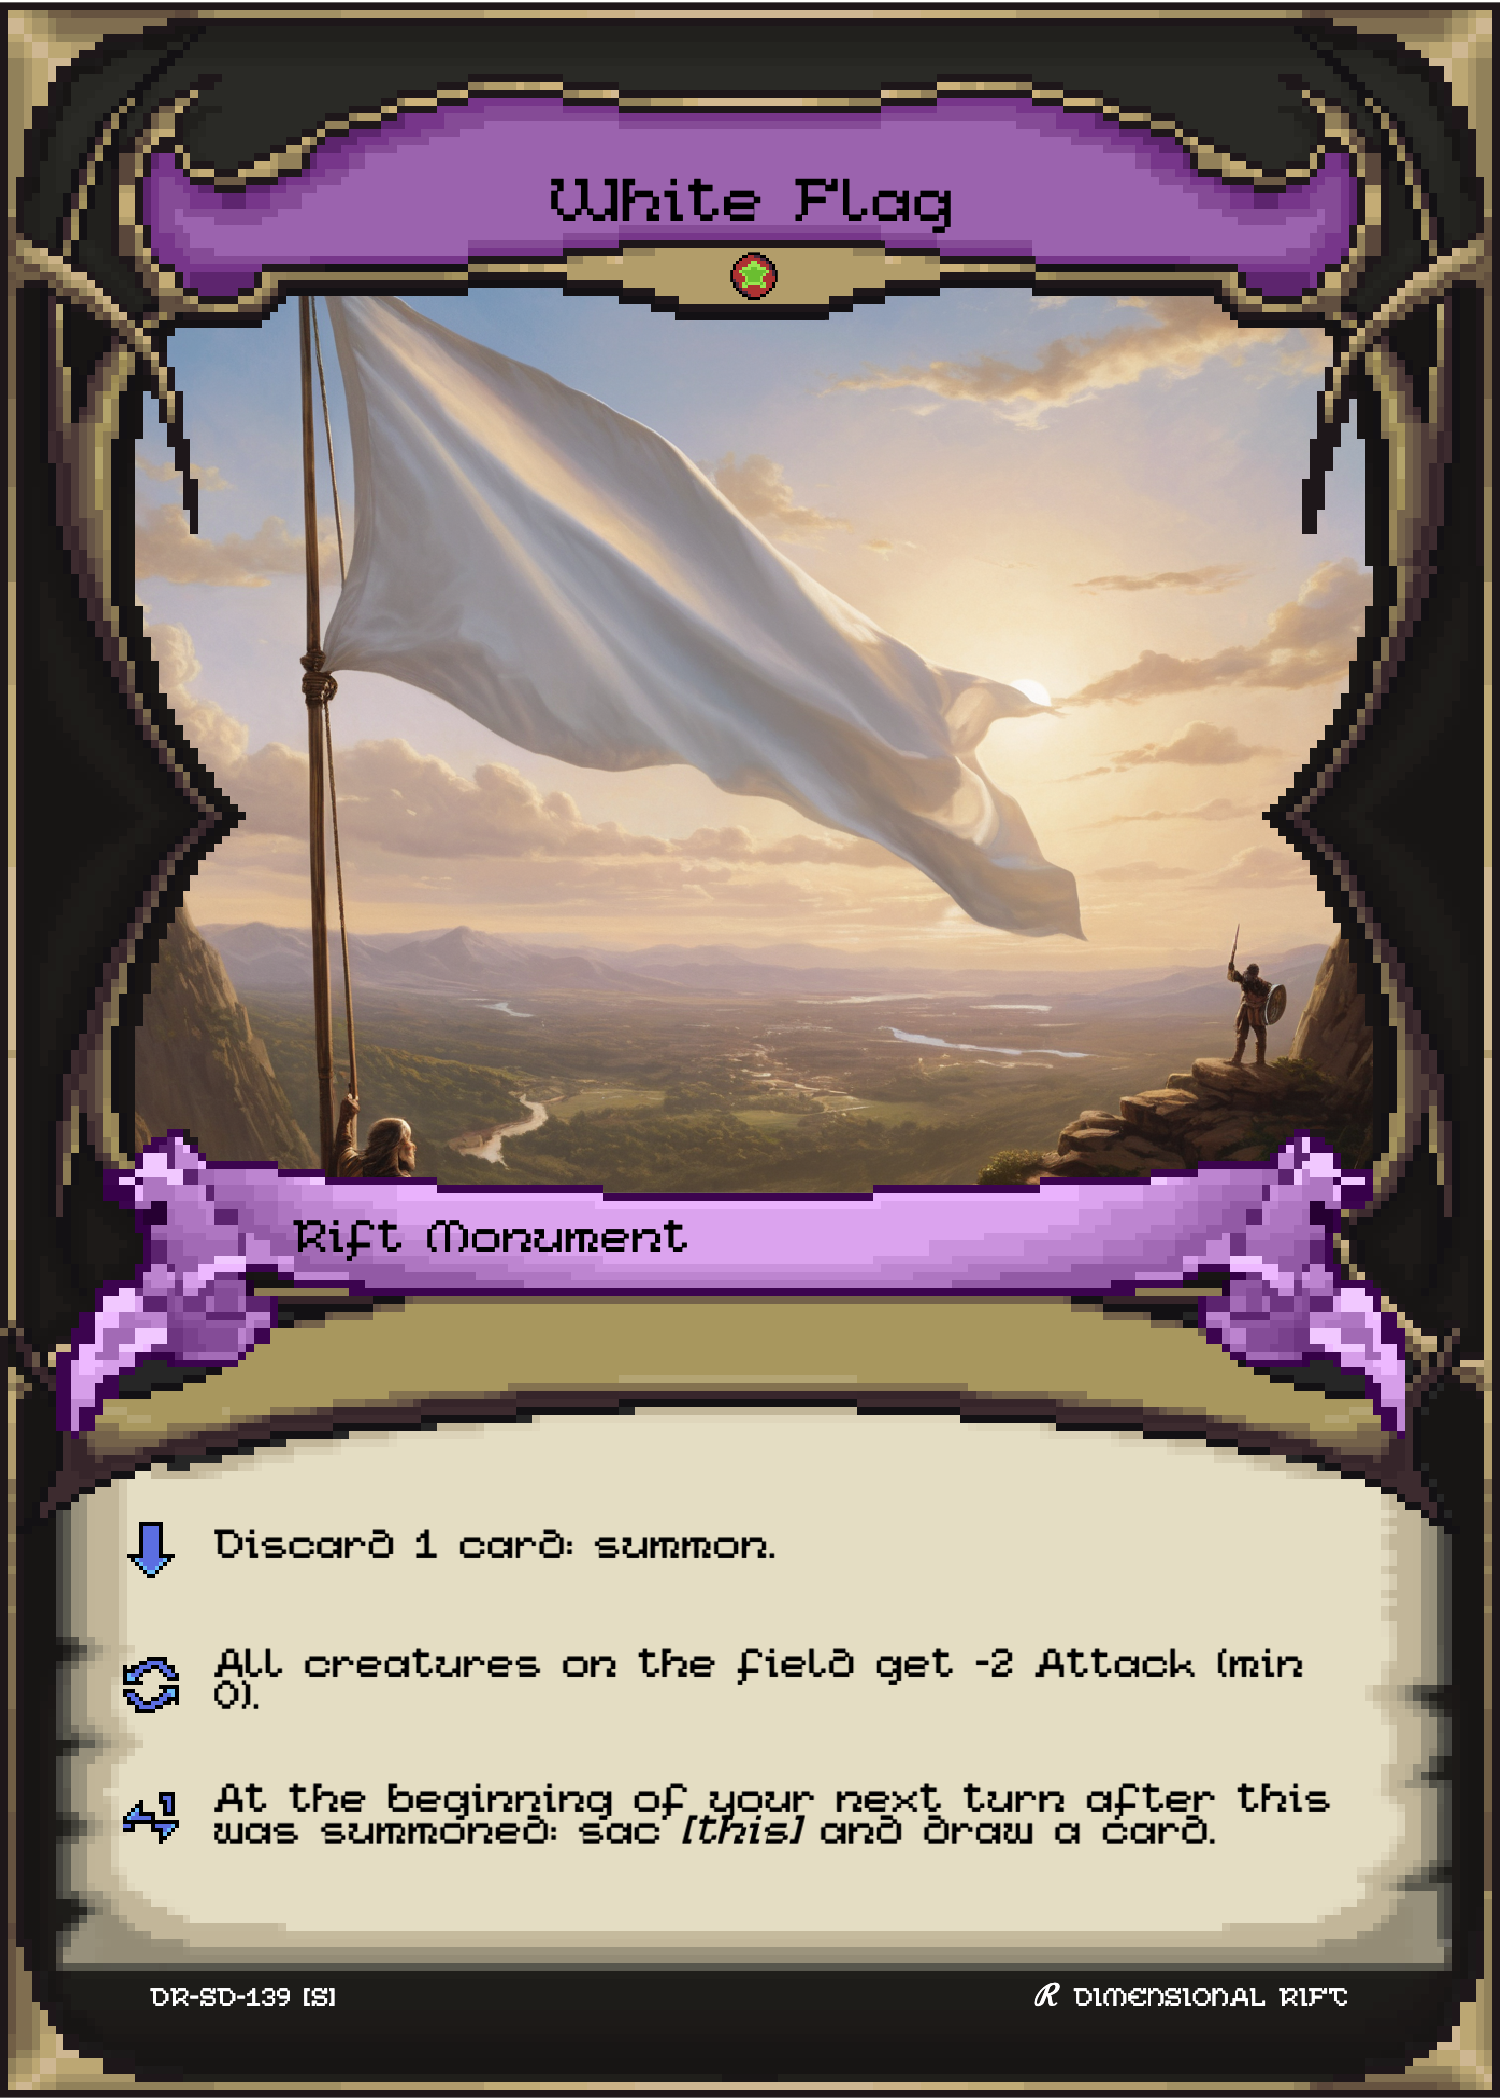 White Flag
Rift Monument
Discard 1 card: summon.
All creatures on the field get -2 Attack (min
0).
At the beginning of your next turn after this
was summoned: sac [this] and draw a card.
DR-SD-139 [S]
R DIMENSIONAL RIFT